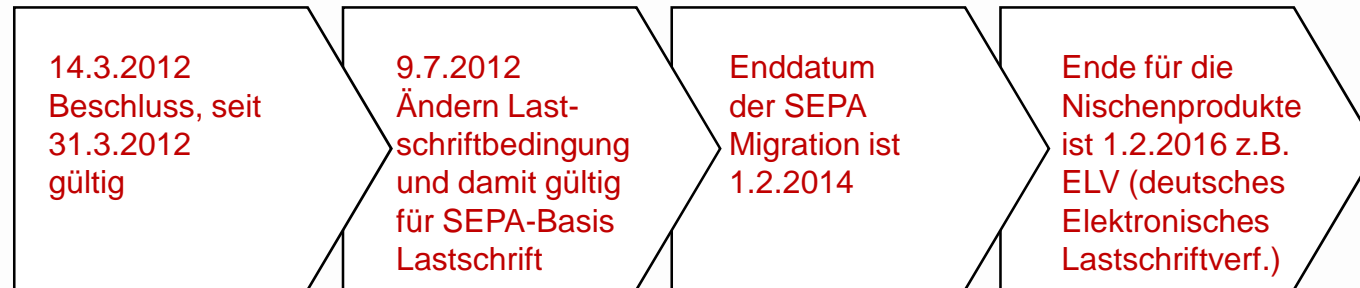 14.3.2012
Beschluss, seit
31.3.2012
gültig
9.7.2012
Ändern Last-
schriftbedingung
und damit gültig
für SEPA-Basis
Lastschrift
Enddatum
der SEPA
Migration ist
1.2.2014
Ende für die
Nischenprodukte
ist 1.2.2016 z.B.
ELV (deutsches
Elektronisches
Lastschriftverf.)